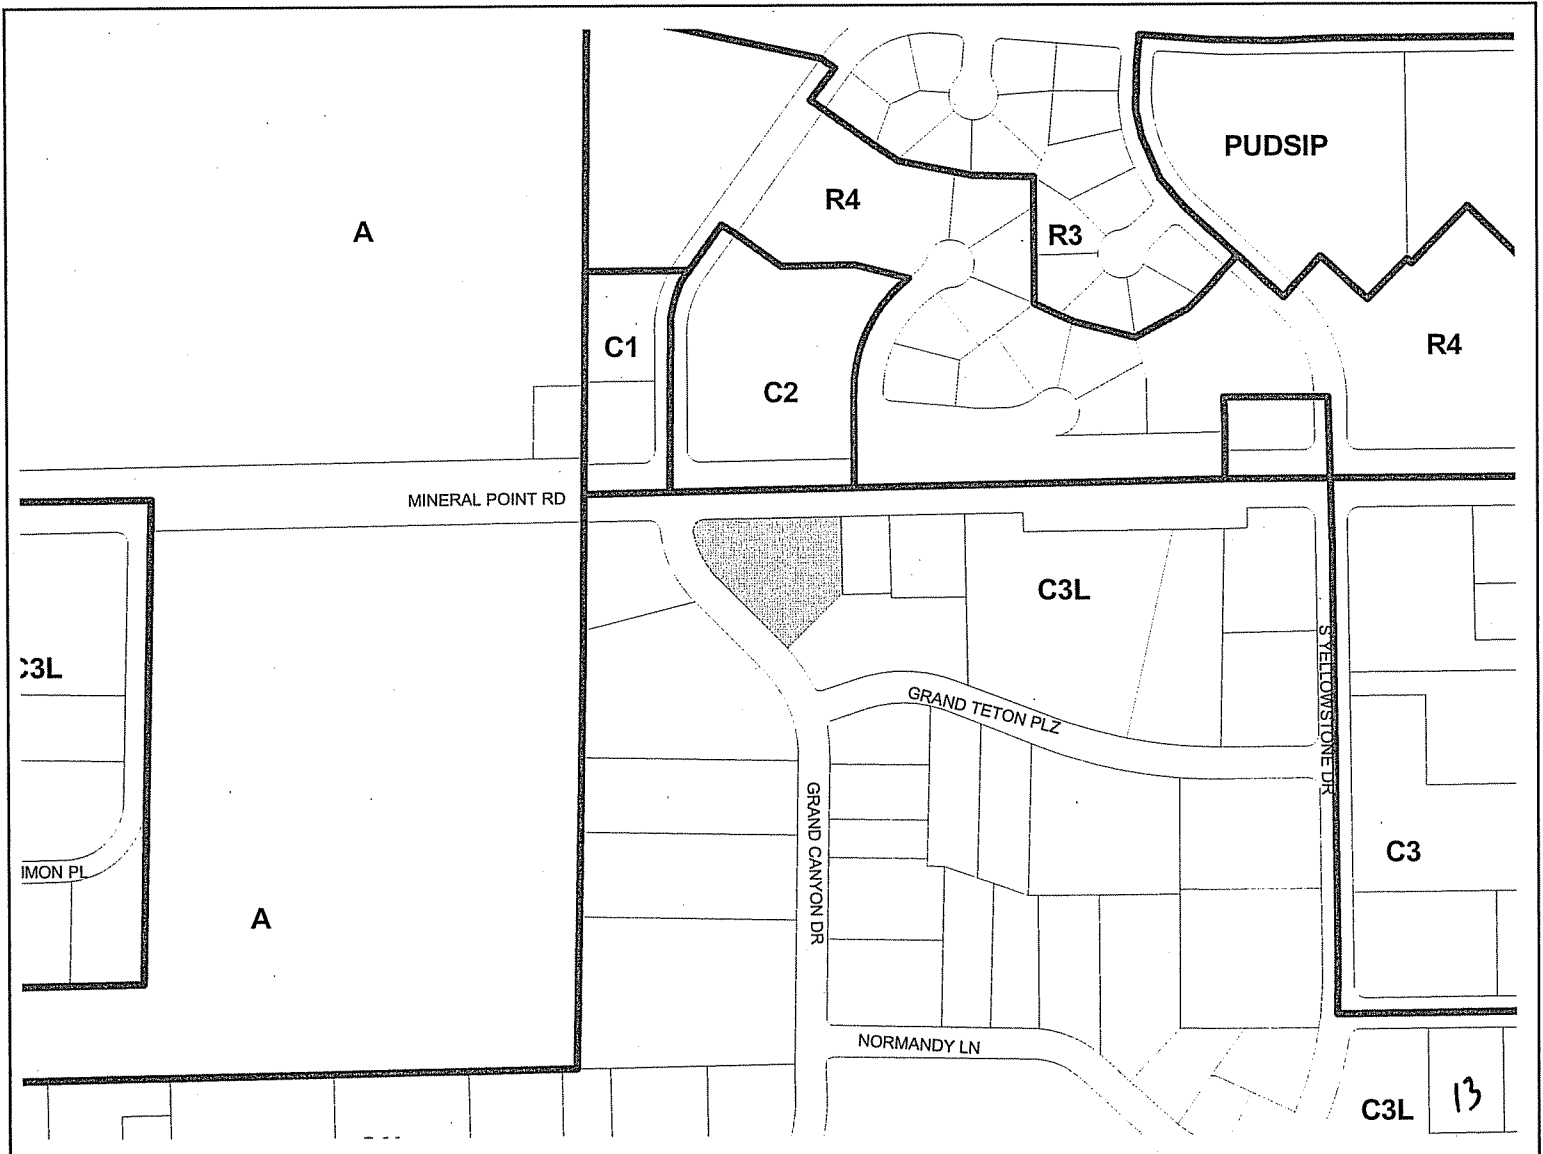 PUDSIP
R4
A
R3
C1
R4
C2
MINERAL POINT RD
C3L
C3L
S YELLOWSTONE DR
GRAND TETON PLZ
GRAND CANYON DR
C3
IMON PL
A
NORMANDY LN
C3L
13